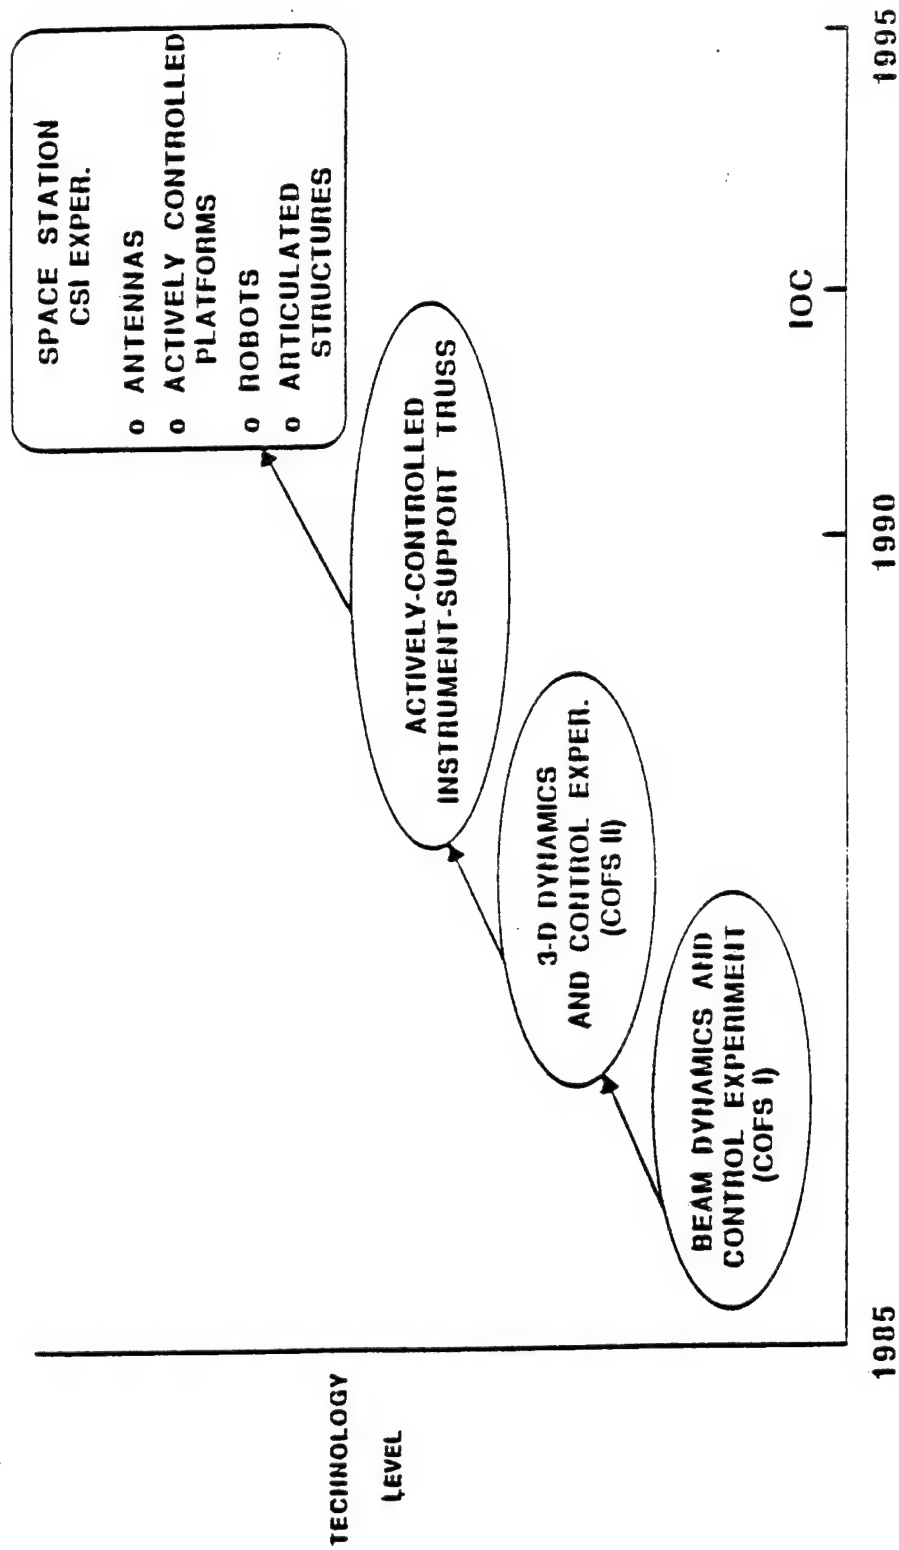 SPACE STATION
CSI EXPER.
o ANTENNAS
o ACTIVELY CONTROLLED
PLATFORMS
o ROBOTS
o ARTICULATED
STRUCTURES
TECHNOLOGY
LEVEL
ACTIVELY-CONTROLLED
INSTRUMENT-SUPPORT TRUSS
3-D DYNAMICS
AND CONTROL EXPER.
(COFS II)
BEAM DYNAMICS AND
CONTROL EXPERIMENT
(COFS I)
IOC
1985
1990
1995